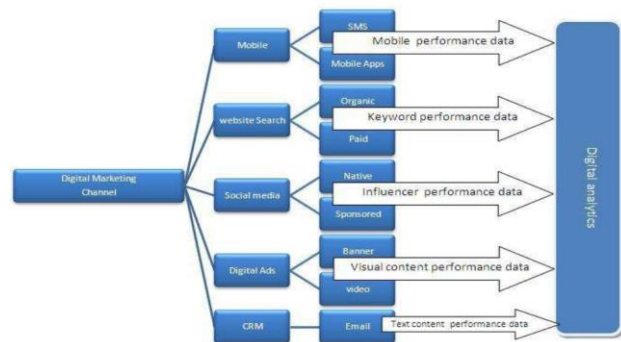 SMS
Mobile
Mobile performance data
Mobile Apps
Organic
website Search
Keyword performance data
Paid
Digital Marketing
Channel
Native
Social media
Influencer performance data
Sponsored
Banner
Digital Ads
Visual content performance data
video
CRM
Email
Text content performance data
Digital analytics